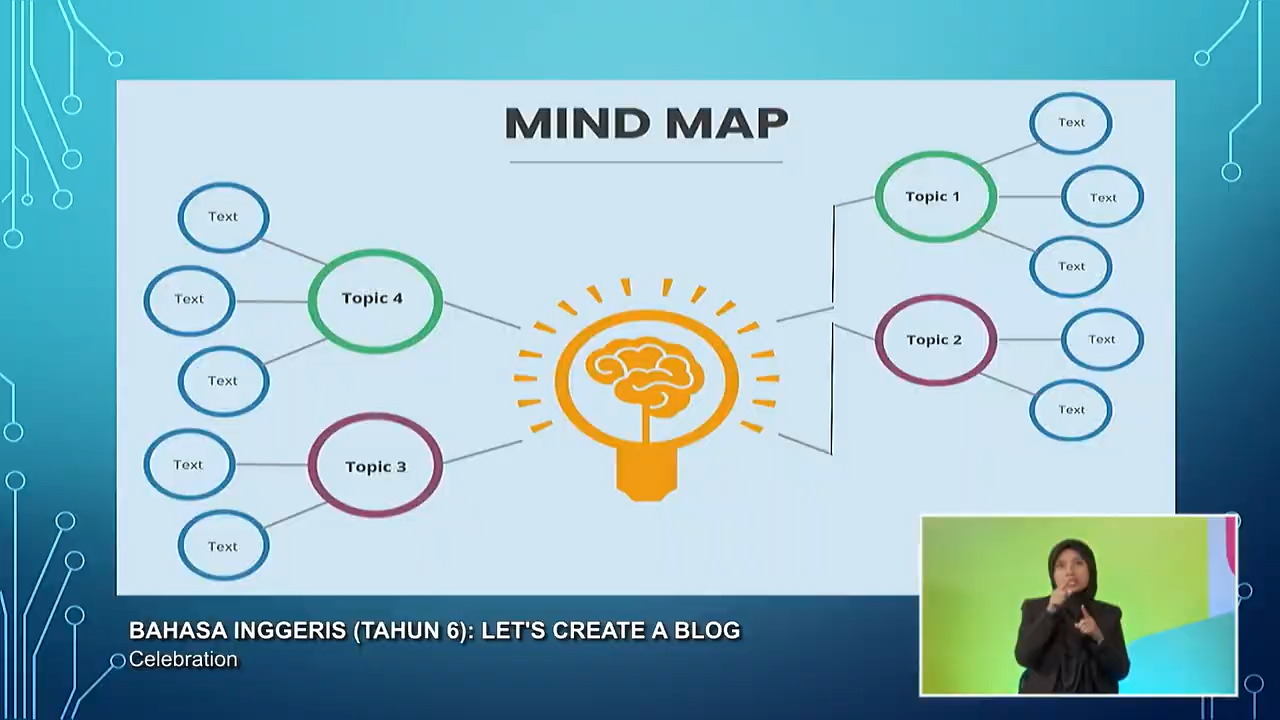 MIND MAP
Text
Topic 1
Text
Text
Topic 2
Text
Text
Text
Topic 4
Text
Text
Text
Topic 3
Text
BAHASA INGGERIS (TAHUN 6): LET'S CREATE A BLOG
Celebration